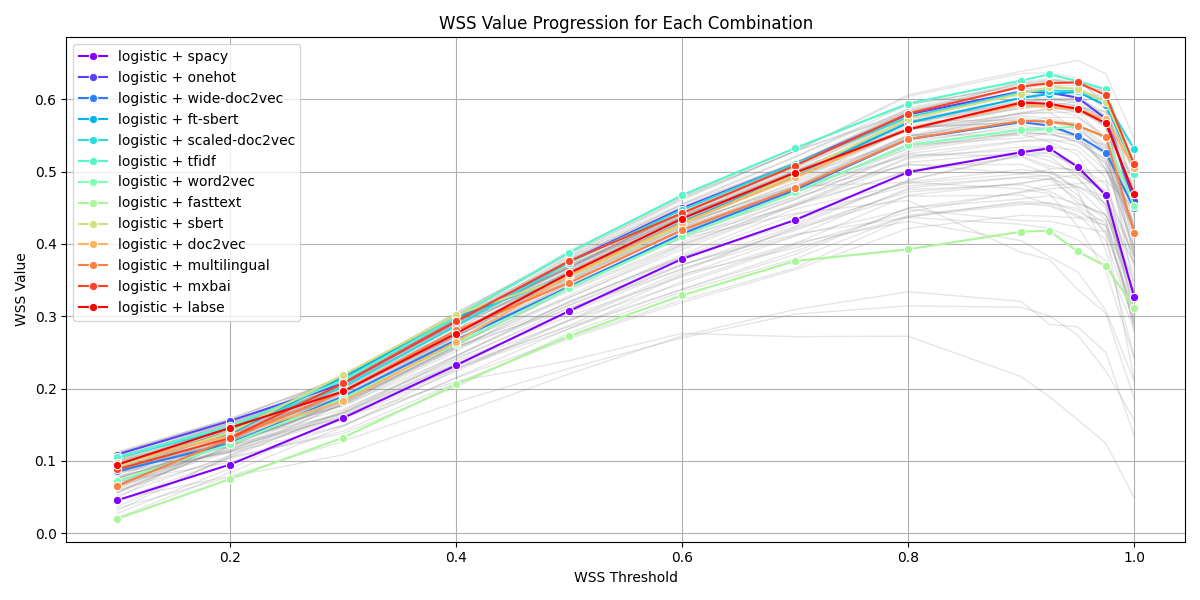 WSS Value Progression for Each Combination
logistic + spacy
logistic + onehot
logistic + wide-doc2vec
logistic + ft-sbert
logistic + scaled-doc2vec
logistic + tfidf
logistic + word2vec
logistic + fasttext
logistic + sbert
logistic + doc2vec
logistic + multilingual
logistic + mxbai
logistic + labse
WSS Value
0.6
0.5
0.4
0.3
0.2
0.1
0.0
0.2 0.4 0.6 0.8 1.0
WSS Threshold